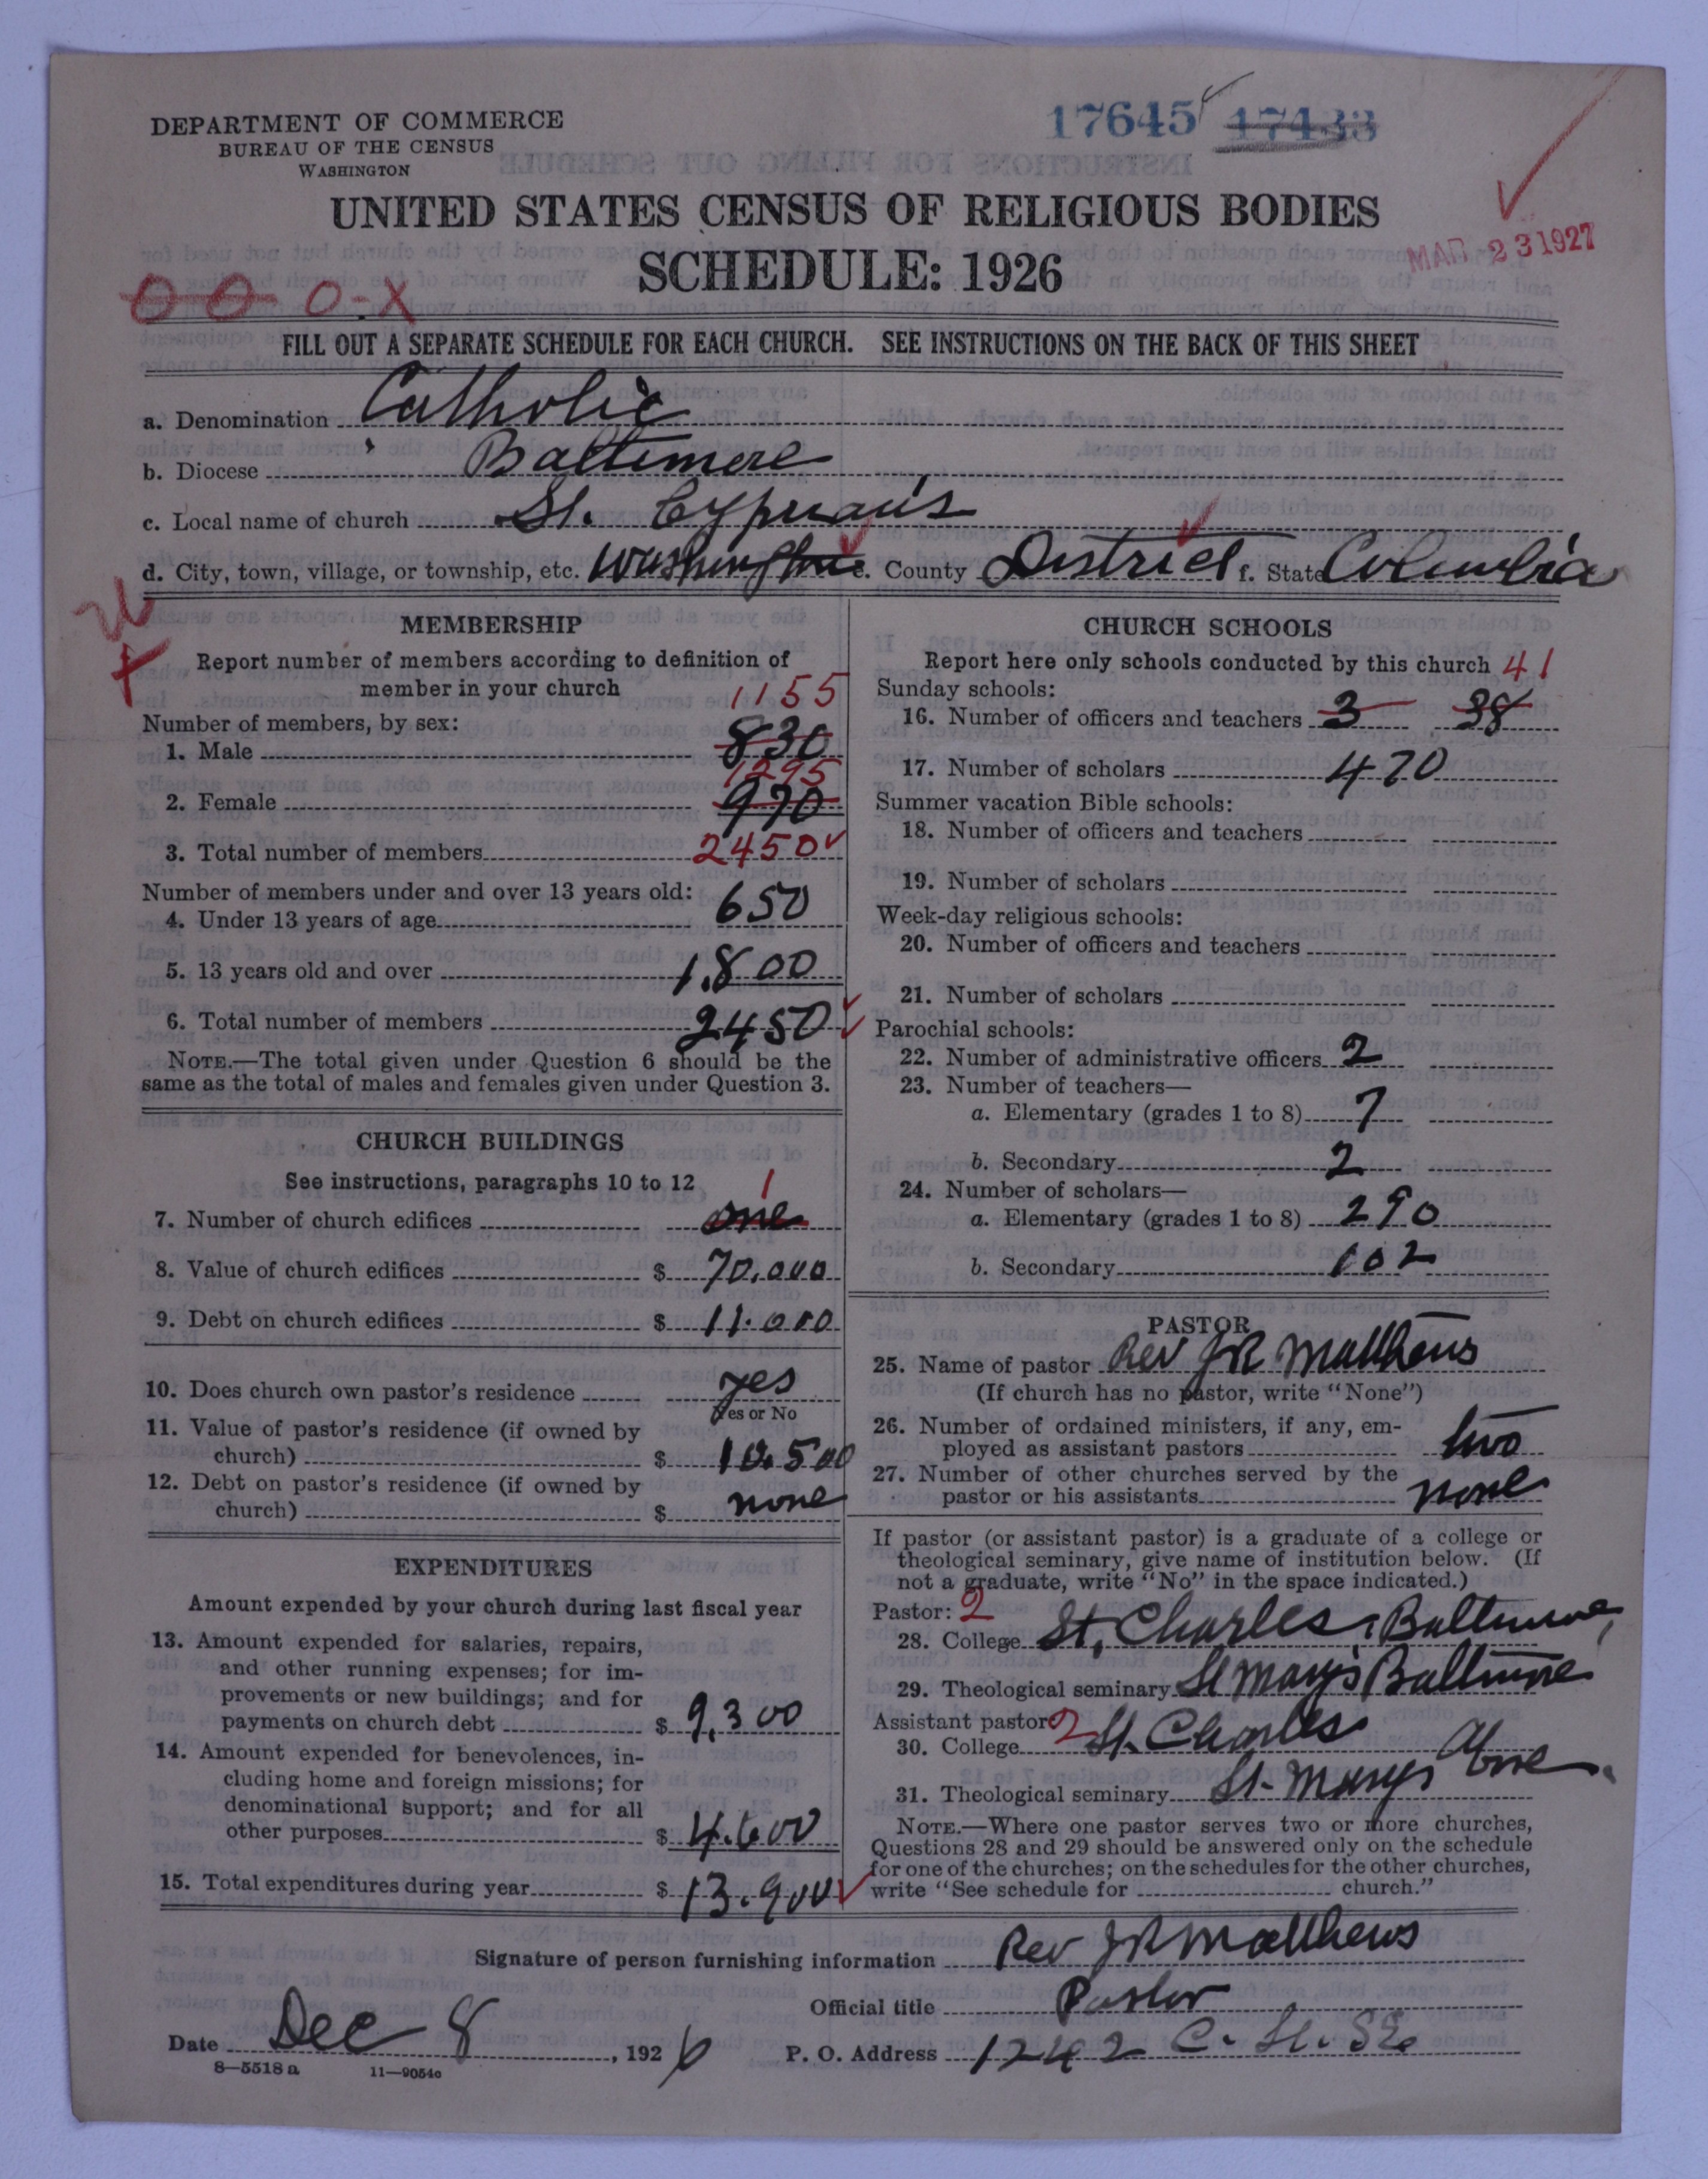 DEPARTMENT OF COMMERCE
BUREAU OF THE CENSUS
WASHINGTON
17645 17433
UNITED STATES CENSUS OF RELIGIOUS BODIES
SCHEDULE: 1926
MAR 23 1927
0 0 0-X
FILL OUT A SEPARATE SCHEDULE FOR EACH CHURCH. SEE INSTRUCTIONS ON THE BACK OF THIS SHEET
a. Denomination Catholic
b. Diocese Baltimore
c. Local name of church St. Cyprian's
d. City, town, village, or township, etc. Washington e. County District f. State Columbia
MEMBERSHIP
Report number of members according to definition of
member in your church
1155
Number of members, by sex:
1. Male 830
1295
2. Female 970
3. Total number of members 2450
Number of members under and over 13 years old:
4. Under 13 years of age 650
5. 13 years old and over 1.800
6. Total number of members 2450
NOTE.—The total given under Question 6 should be the
same as the total of males and females given under Question 3.
CHURCH BUILDINGS
See instructions, paragraphs 10 to 12
1
7. Number of church edifices one
8. Value of church edifices $ 70.000
9. Debt on church edifices $ 11.000
10. Does church own pastor's residence yes
Yes or No
11. Value of pastor's residence (if owned by
church) $ 10.500
12. Debt on pastor's residence (if owned by
church) $ none
EXPENDITURES
Amount expended by your church during last fiscal year
13. Amount expended for salaries, repairs,
and other running expenses; for im-
provements or new buildings; and for
payments on church debt $ 9,300
14. Amount expended for benevolences, in-
cluding home and foreign missions; for
denominational support; and for all
other purposes $ 4.600
15. Total expenditures during year $ 13.900
CHURCH SCHOOLS
Report here only schools conducted by this church 41
Sunday schools:
16. Number of officers and teachers 3 38
17. Number of scholars 470
Summer vacation Bible schools:
18. Number of officers and teachers
19. Number of scholars
Week-day religious schools:
20. Number of officers and teachers
21. Number of scholars
Parochial schools:
22. Number of administrative officers 2
23. Number of teachers—
a. Elementary (grades 1 to 8) 7
b. Secondary 2
24. Number of scholars—
a. Elementary (grades 1 to 8) 290
b. Secondary 102
PASTOR
25. Name of pastor Rev JR Matthews
(If church has no pastor, write "None")
26. Number of ordained ministers, if any, em-
ployed as assistant pastors two
27. Number of other churches served by the
pastor or his assistants none
If pastor (or assistant pastor) is a graduate of a college or
theological seminary, give name of institution below. (If
not a graduate, write "No" in the space indicated.)
Pastor: 2
28. College St. Charles, Baltimore,
29. Theological seminary St Mary's Baltimore
Assistant pastor 2
30. College St. Charles
31. Theological seminary St. Mary's
NOTE.—Where one pastor serves two or more churches,
Questions 28 and 29 should be answered only on the schedule
for one of the churches; on the schedules for the other churches,
write "See schedule for church."
Signature of person furnishing information Rev JR Matthews
Official title Pastor
Date Dec 8, 1926 P. O. Address 1242 C. St. SE
8—5518 a 11—9054c